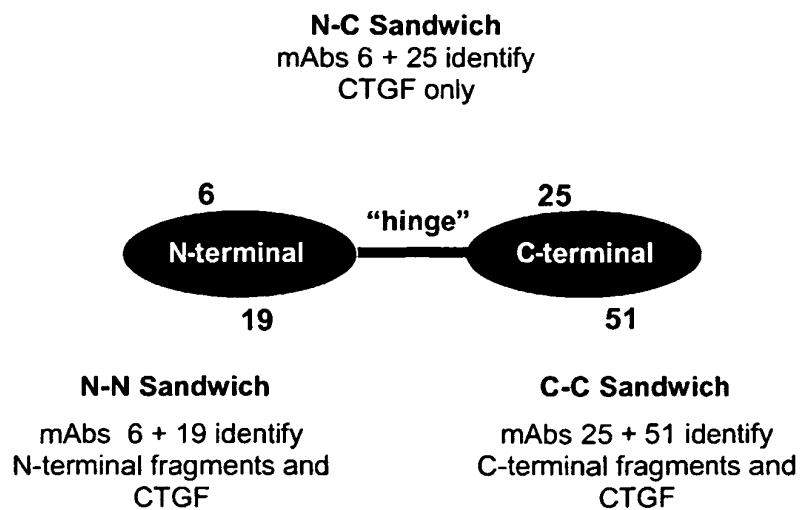 N-C Sandwich
mAbs 6 + 25 identify
CTGF only
6
25
"hinge"
N-terminal
C-terminal
19
51
N-N Sandwich
mAbs 6 + 19 identify
N-terminal fragments and
CTGF
C-C Sandwich
mAbs 25 + 51 identify
C-terminal fragments and
CTGF